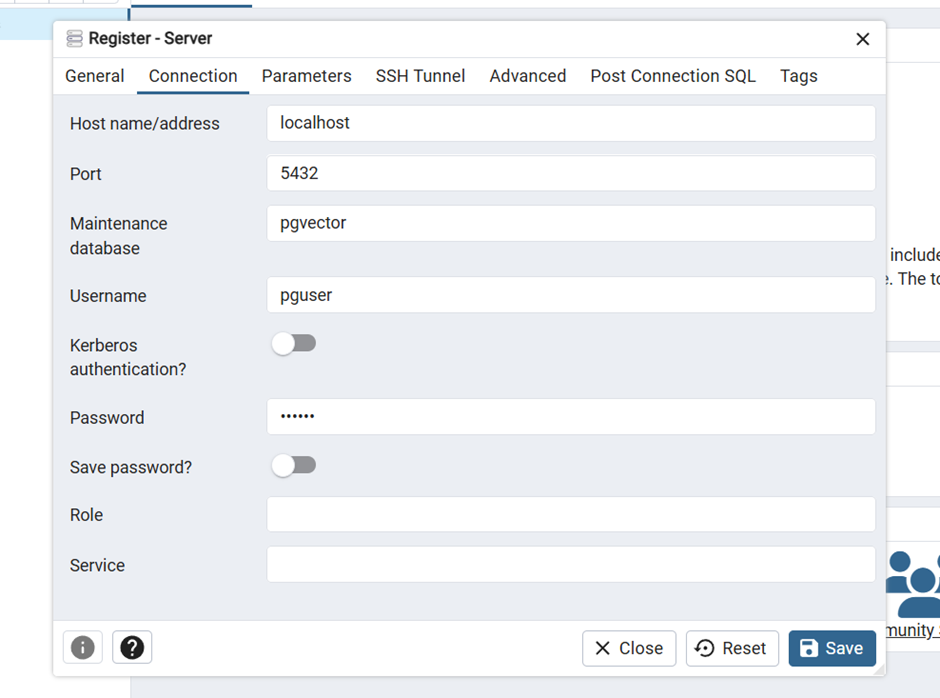 Register - Server
General Connection Parameters SSH Tunnel Advanced Post Connection SQL Tags
Host name/address localhost
Port 5432
Maintenance database pgvector
Username pguser
Kerberos authentication?
Password ••••••
Save password?
Role
Service
include
. The
Close Reset Save